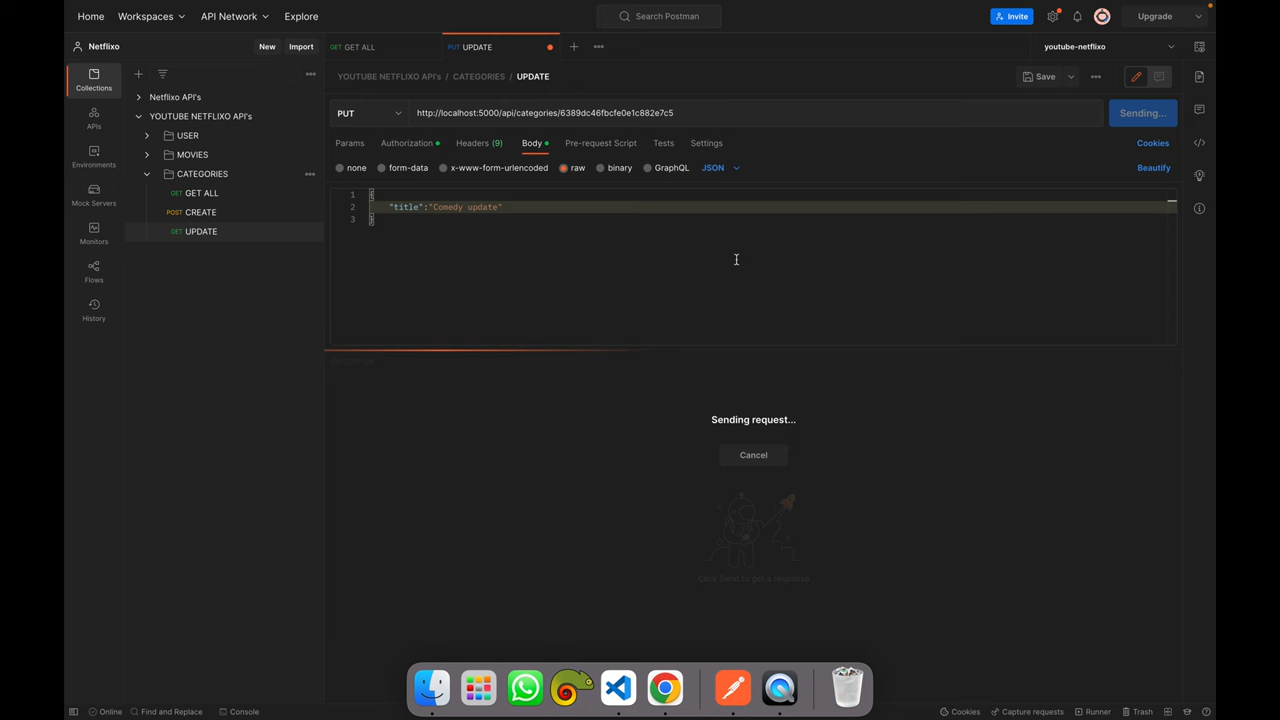 Home Workspaces API Network Explore Search Postman Invite Upgrade
Netflixo New Import GET GET ALL PUT UPDATE youtube-netflixo
YOUTUBE NETFLIXO API's / CATEGORIES / UPDATE Save
Collections
APIs
Environments
Mock Servers
Monitors
Flows
History
Netflixo API's
YOUTUBE NETFLIXO API's
USER
MOVIES
CATEGORIES
GET GET ALL
POST CREATE
GET UPDATE
PUT http://localhost:5000/api/categories/6389dc46fbcfe0e1c882e7c5 Sending...
Params Authorization Headers (9) Body Pre-request Script Tests Settings Cookies
none form-data x-www-form-urlencoded raw binary GraphQL JSON Beautify
1 {
2 "title":"Comedy update"
3 }
Sending request...
Cancel
Click Send to get a response
Online Find and Replace Console Cookies Capture requests Runner Trash